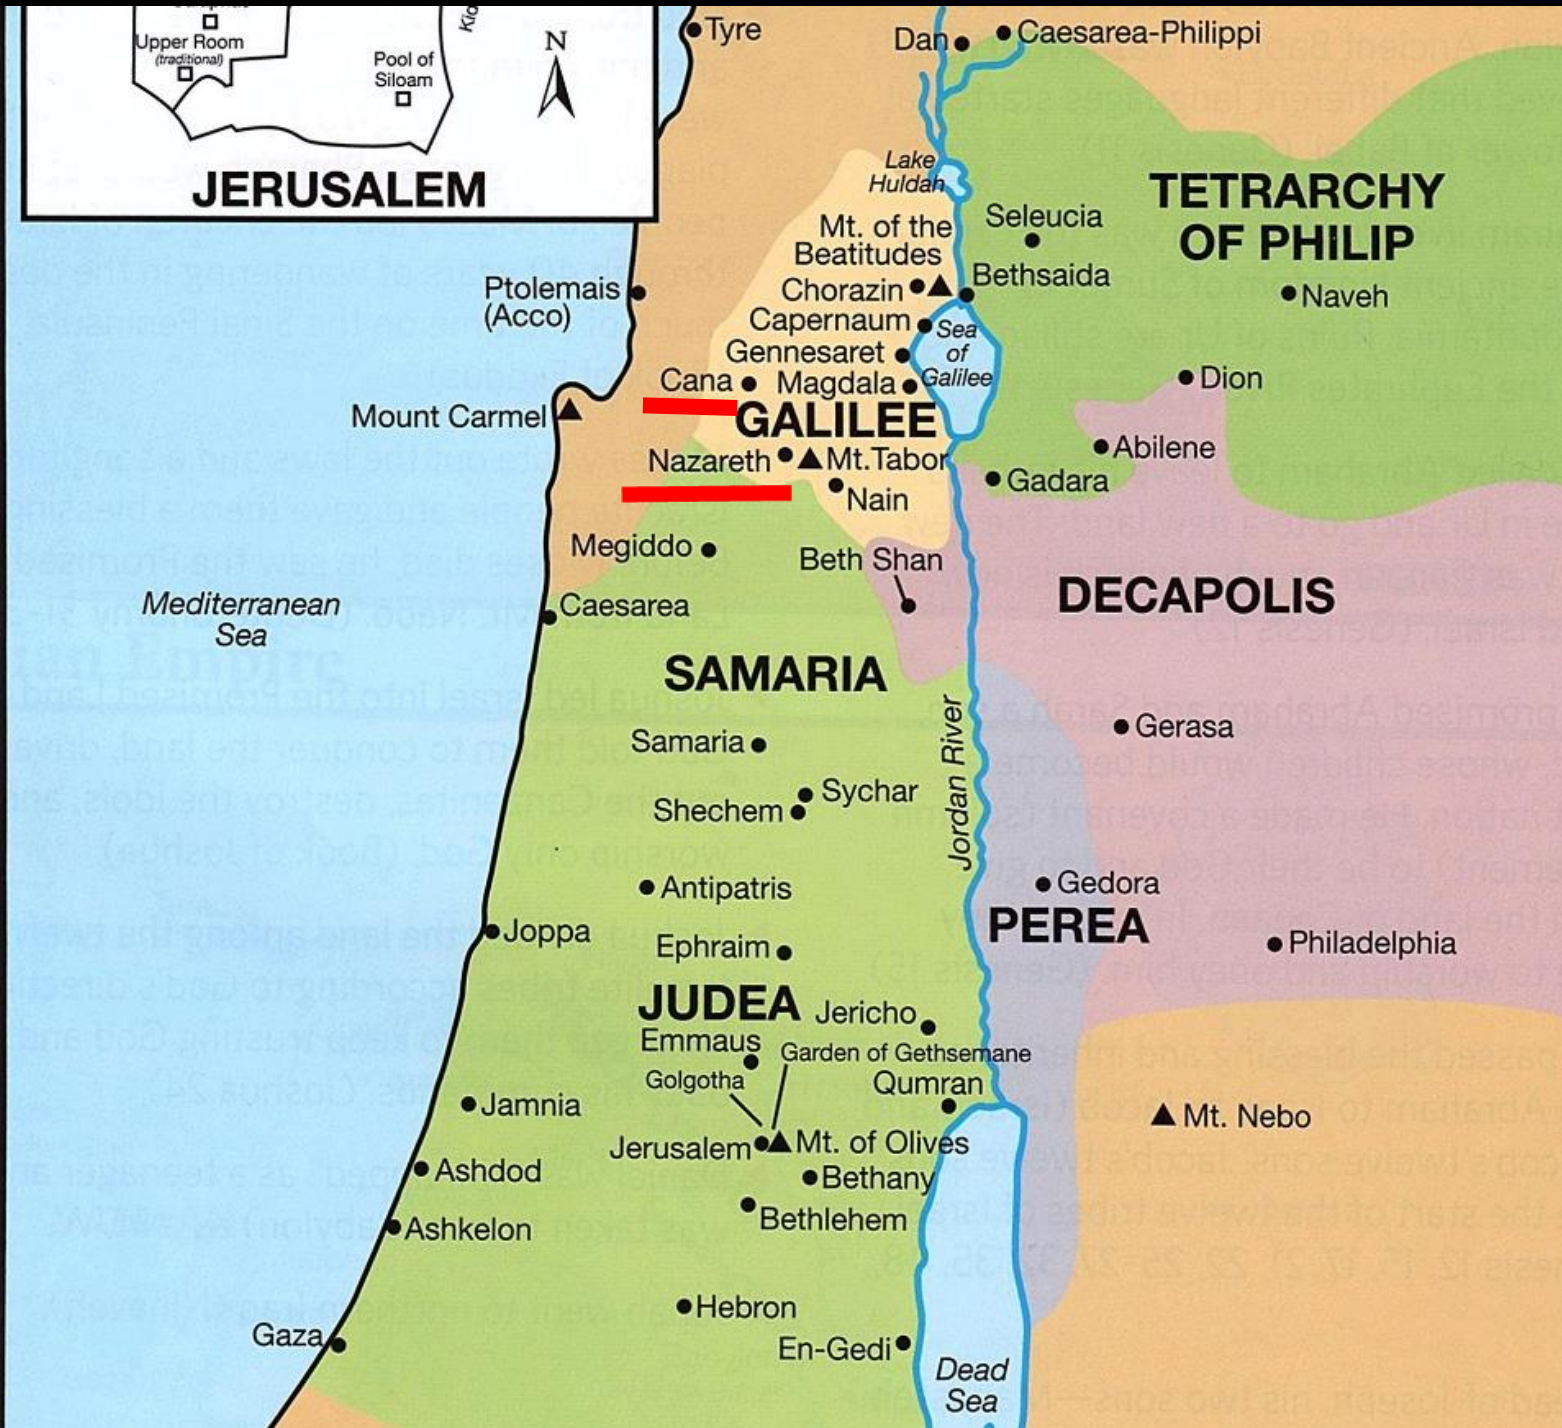 Upper Room
(traditional)
Pool of
Siloam
N
JERUSALEM
Tyre
Dan
Caesarea-Philippi
Lake
Huldah
TETRARCHY
OF PHILIP
Seleucia
Mt. of the
Beatitudes
Bethsaida
Ptolemais
(Acco)
Chorazin
Naveh
Capernaum
Sea
of
Galilee
Gennesaret
Cana
Magdala
Dion
Mount Carmel
GALILEE
Abilene
Nazareth
Mt.Tabor
Gadara
Nain
Megiddo
Beth Shan
DECAPOLIS
Mediterranean
Sea
Caesarea
SAMARIA
Jordan River
Gerasa
Samaria
Sychar
Shechem
Antipatris
Gedora
PEREA
Joppa
Ephraim
Philadelphia
JUDEA
Jericho
Emmaus
Garden of Gethsemane
Golgotha
Qumran
Jamnia
Mt. Nebo
Jerusalem
Mt. of Olives
Ashdod
Bethany
Bethlehem
Ashkelon
Hebron
Gaza
En-Gedi
Dead
Sea